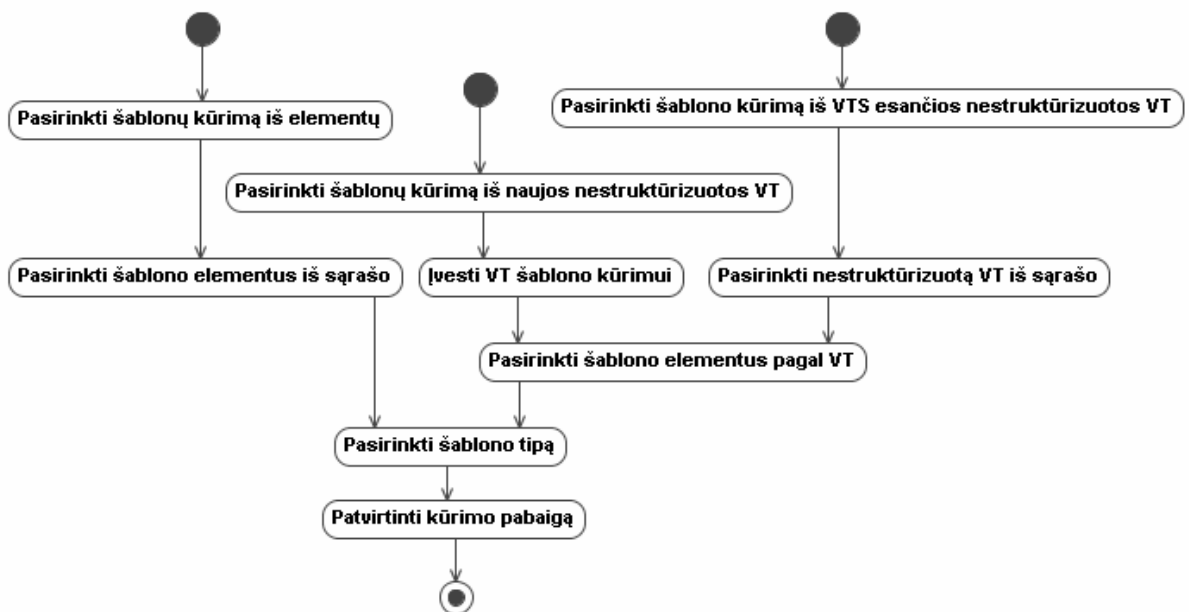 Pasirinkti šablono kūrimą iš VTS esančios nestruktūrizuotos VT
Pasirinkti šablonų kūrimą iš elementų
Pasirinkti šablonų kūrimą iš naujos nestruktūrizuotos VT
Pasirinkti šablono elementus iš sąrašo
Įvesti VT šablono kūrimui
Pasirinkti nestruktūrizuotą VT iš sąrašo
Pasirinkti šablono elementus pagal VT
Pasirinkti šablono tipą
Patvirtinti kūrimo pabaigą